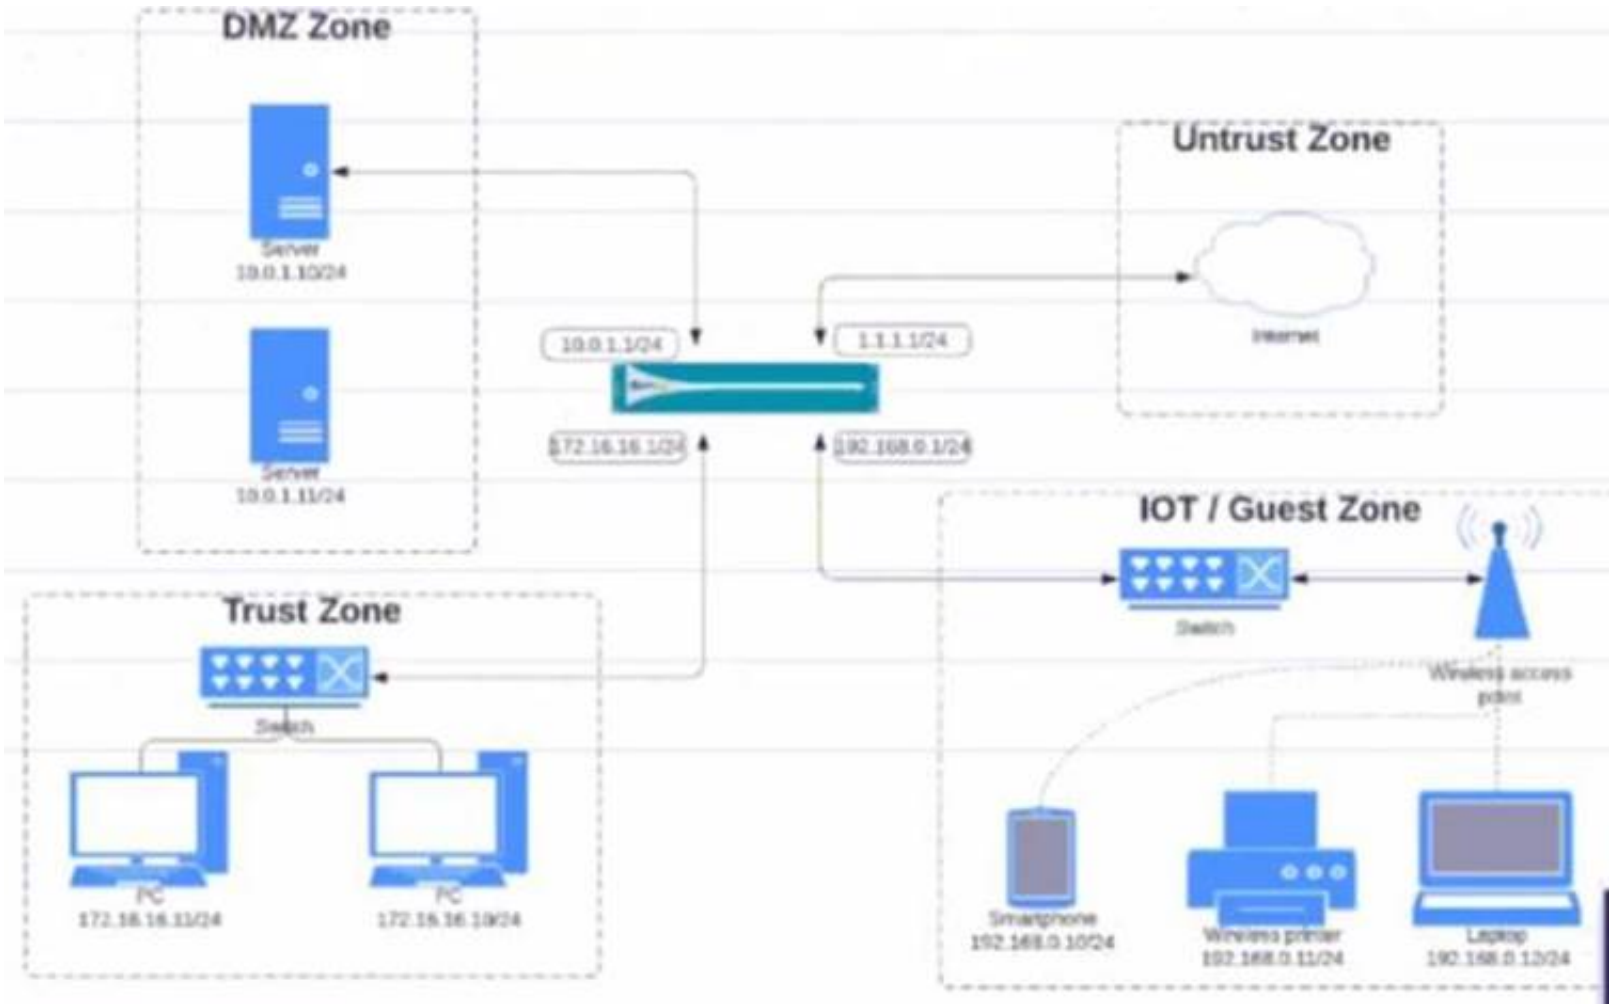 DMZ Zone
Server
10.0.1.10/24
Server
10.0.1.11/24
Untrust Zone
Internet
10.0.1.1/24
1.1.1.1/24
172.16.16.1/24
192.168.0.1/24
Trust Zone
Switch
PC
172.16.16.11/24
PC
172.16.16.10/24
IOT / Guest Zone
Switch
Wireless access
point
Smartphone
192.168.0.10/24
Wireless printer
192.168.0.11/24
Laptop
192.168.0.12/24